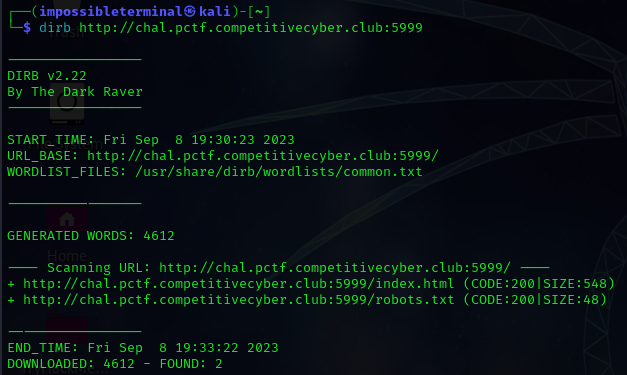 ┌──(impossibleterminal㉿kali)-[~]
└─$ dirb http://chal.pctf.competitivecyber.club:5999
-----------------
DIRB v2.22
By The Dark Raver
-----------------
START_TIME: Fri Sep  8 19:30:23 2023
URL_BASE: http://chal.pctf.competitivecyber.club:5999/
WORDLIST_FILES: /usr/share/dirb/wordlists/common.txt
-----------------
GENERATED WORDS: 4612
---- Scanning URL: http://chal.pctf.competitivecyber.club:5999/ ----
+ http://chal.pctf.competitivecyber.club:5999/index.html (CODE:200|SIZE:548)
+ http://chal.pctf.competitivecyber.club:5999/robots.txt (CODE:200|SIZE:48)
-----------------
END_TIME: Fri Sep  8 19:33:22 2023
DOWNLOADED: 4612 - FOUND: 2
Home